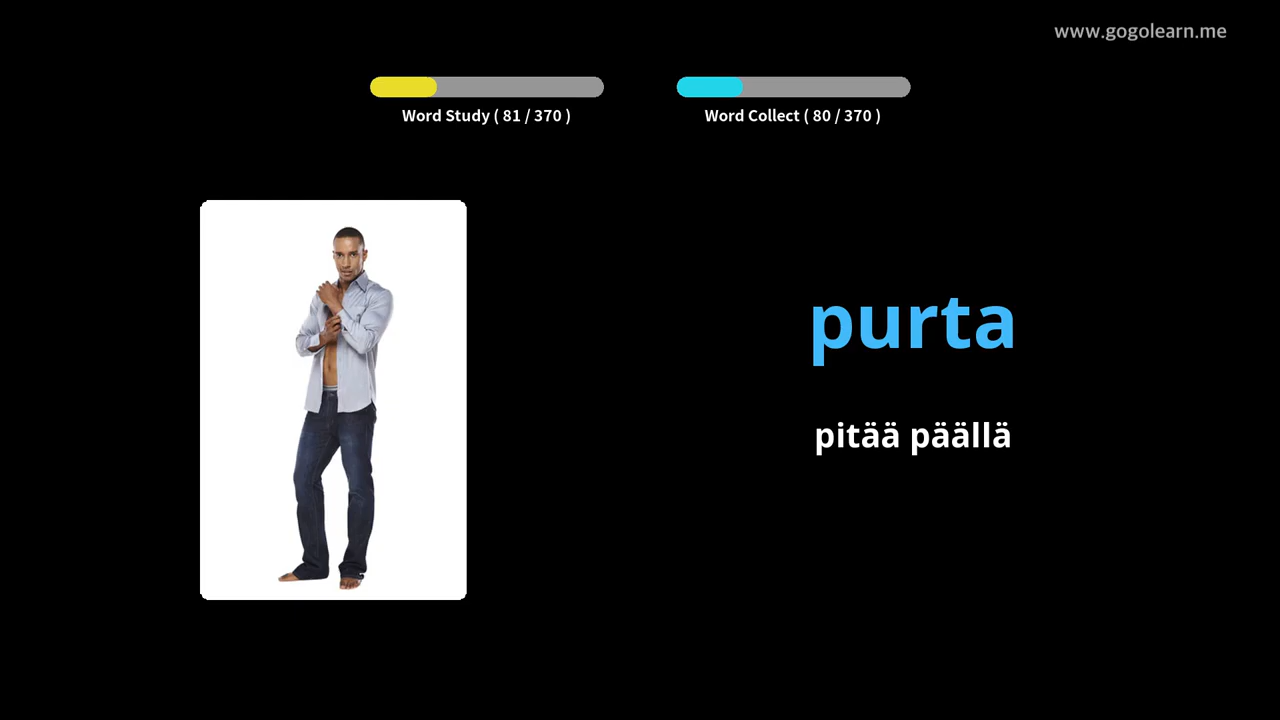 www.gogolearn.me
Word Study ( 81 / 370 )
Word Collect ( 80 / 370 )
purta
pitää päällä